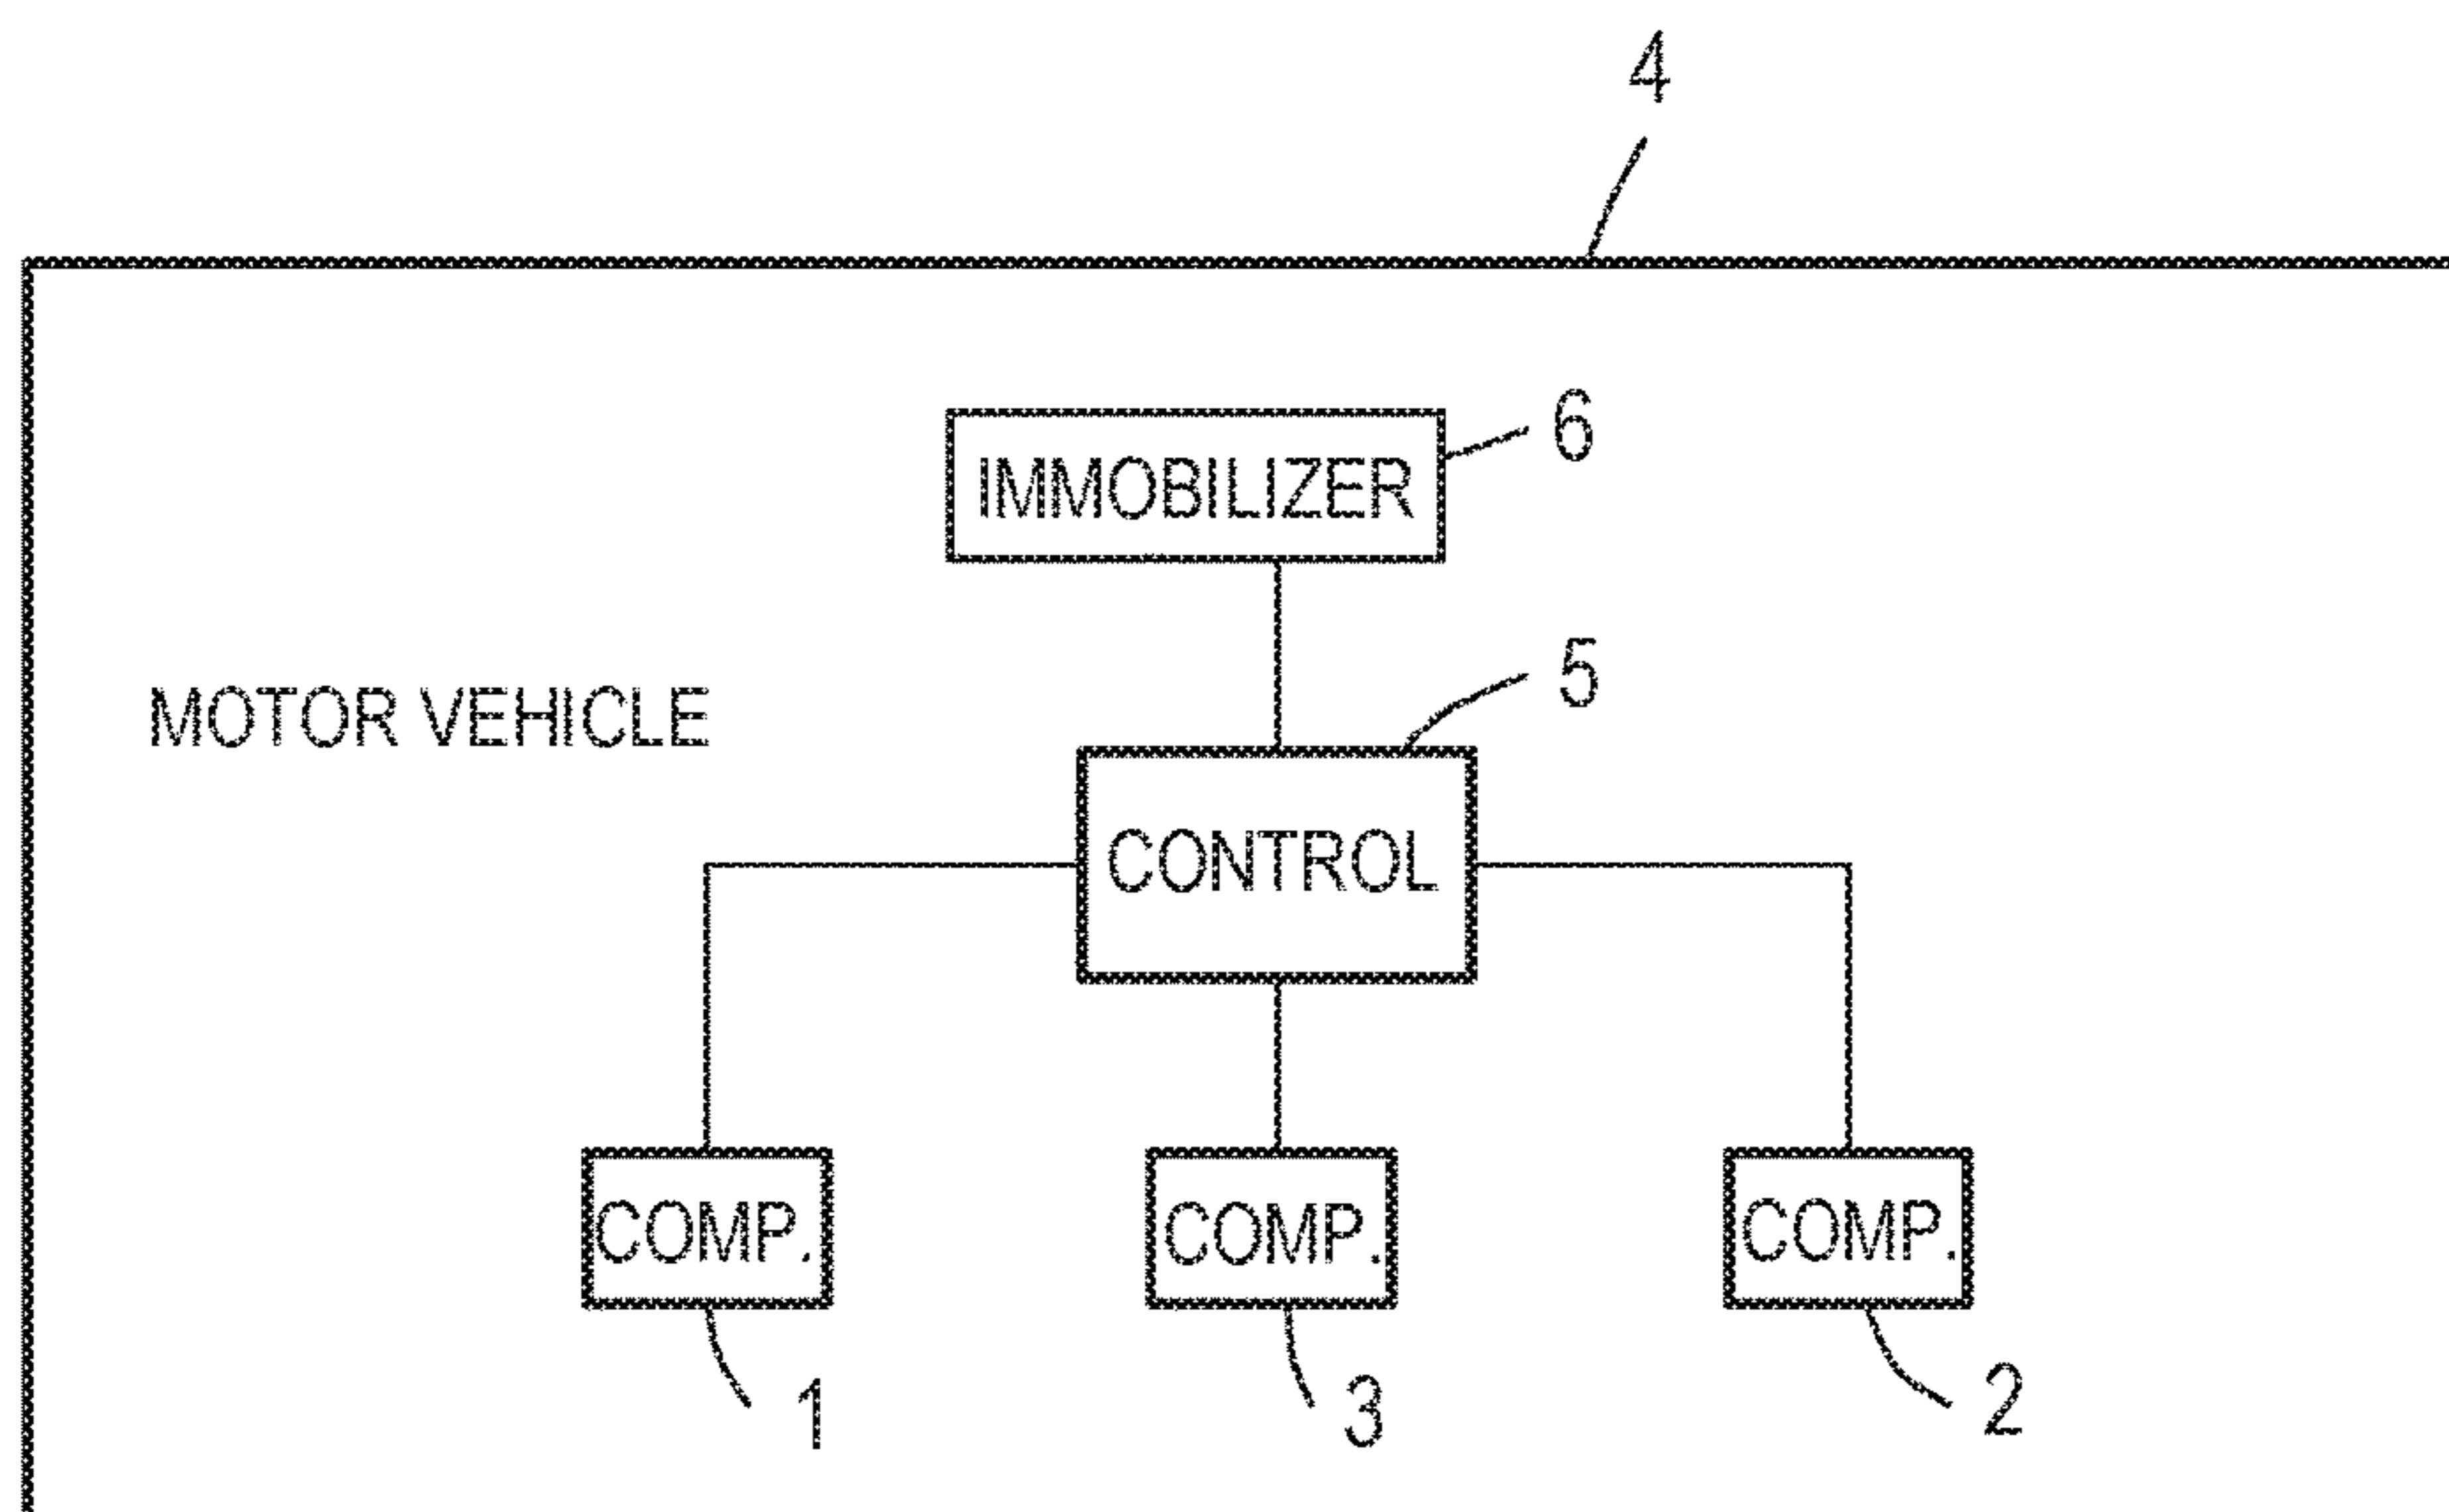 4
IMMOBILIZER
6
MOTOR VEHICLE
5
CONTROL
COMP.
COMP.
COMP.
1
3
2